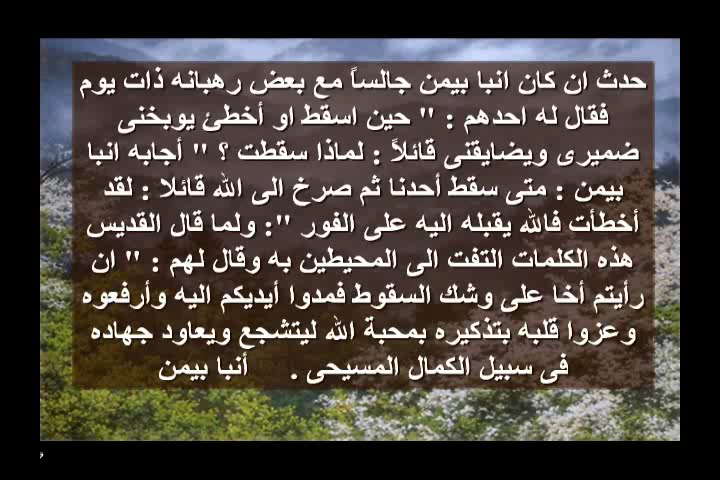 حدث ان كان انبا بيمن جالساً مع بعض رهبانه ذات يوم
فقال له احدهم : " حين اسقط او أخطئ يوبخنى
ضميرى ويضايقنى قائلاً : لماذا سقطت ؟ " أجابه انبا
بيمن : متى سقط أحدنا ثم صرخ الى الله قائلا : لقد
أخطأت فالله يقبله اليه على الفور ": ولما قال القديس
هذه الكلمات التفت الى المحيطين به وقال لهم : " ان
رأيتم أخا على وشك السقوط فمدوا أيديكم اليه وأرفعوه
وعزوا قلبه بتذكيره بمحبة الله ليتشجع ويعاود جهاده
فى سبيل الكمال المسيحى . أنبا بيمن